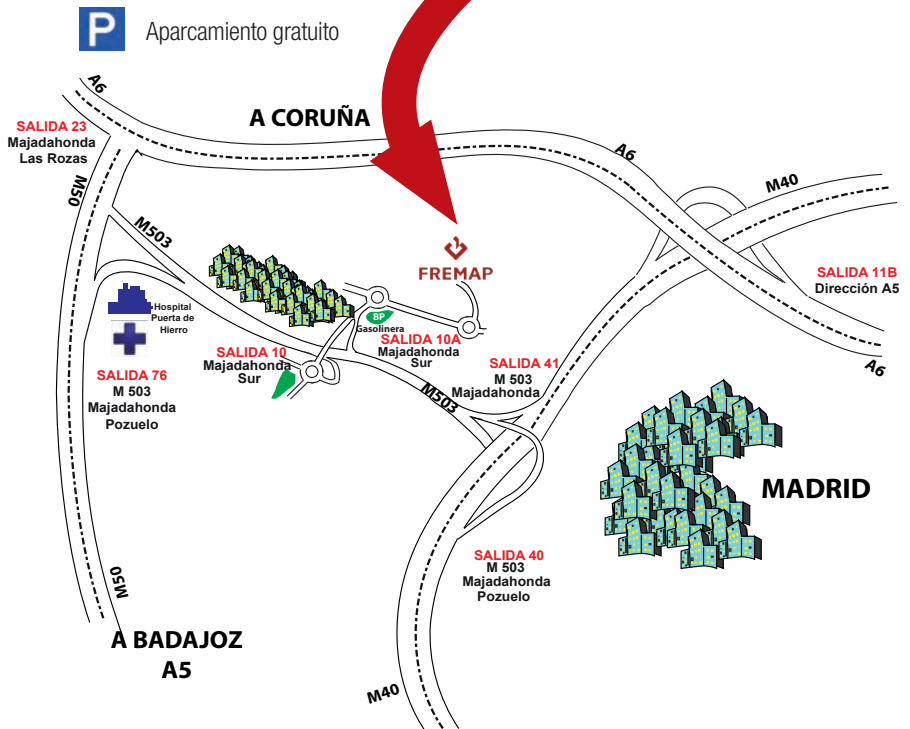 P Aparcamiento gratuito
A6
A CORUÑA
SALIDA 23
Majadahonda
Las Rozas
A6
M50
M40
M503
FREMAP
SALIDA 11B
Dirección A5
Hospital
Puerta de
Hierro
BP
Gasolinera
SALIDA 10A
Majadahonda
Sur
SALIDA 10
Majadahonda
Sur
SALIDA 41
M 503
Majadahonda
A6
SALIDA 76
M 503
Majadahonda
Pozuelo
M503
MADRID
SALIDA 40
M 503
Majadahonda
Pozuelo
M50
A BADAJOZ
A5
M40